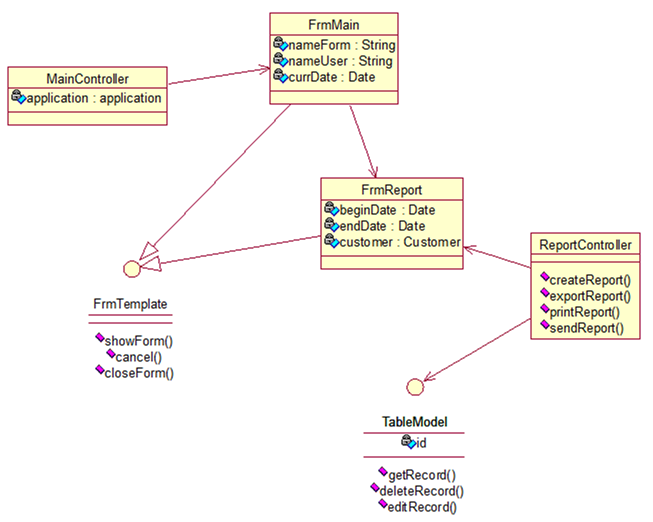 FrmMain
nameForm : String
nameUser : String
currDate : Date
MainController
application : application
FrmReport
beginDate : Date
endDate : Date
customer : Customer
ReportController
createReport()
exportReport()
printReport()
sendReport()
FrmTemplate
showForm()
cancel()
closeForm()
TableModel
id
getRecord()
deleteRecord()
editRecord()